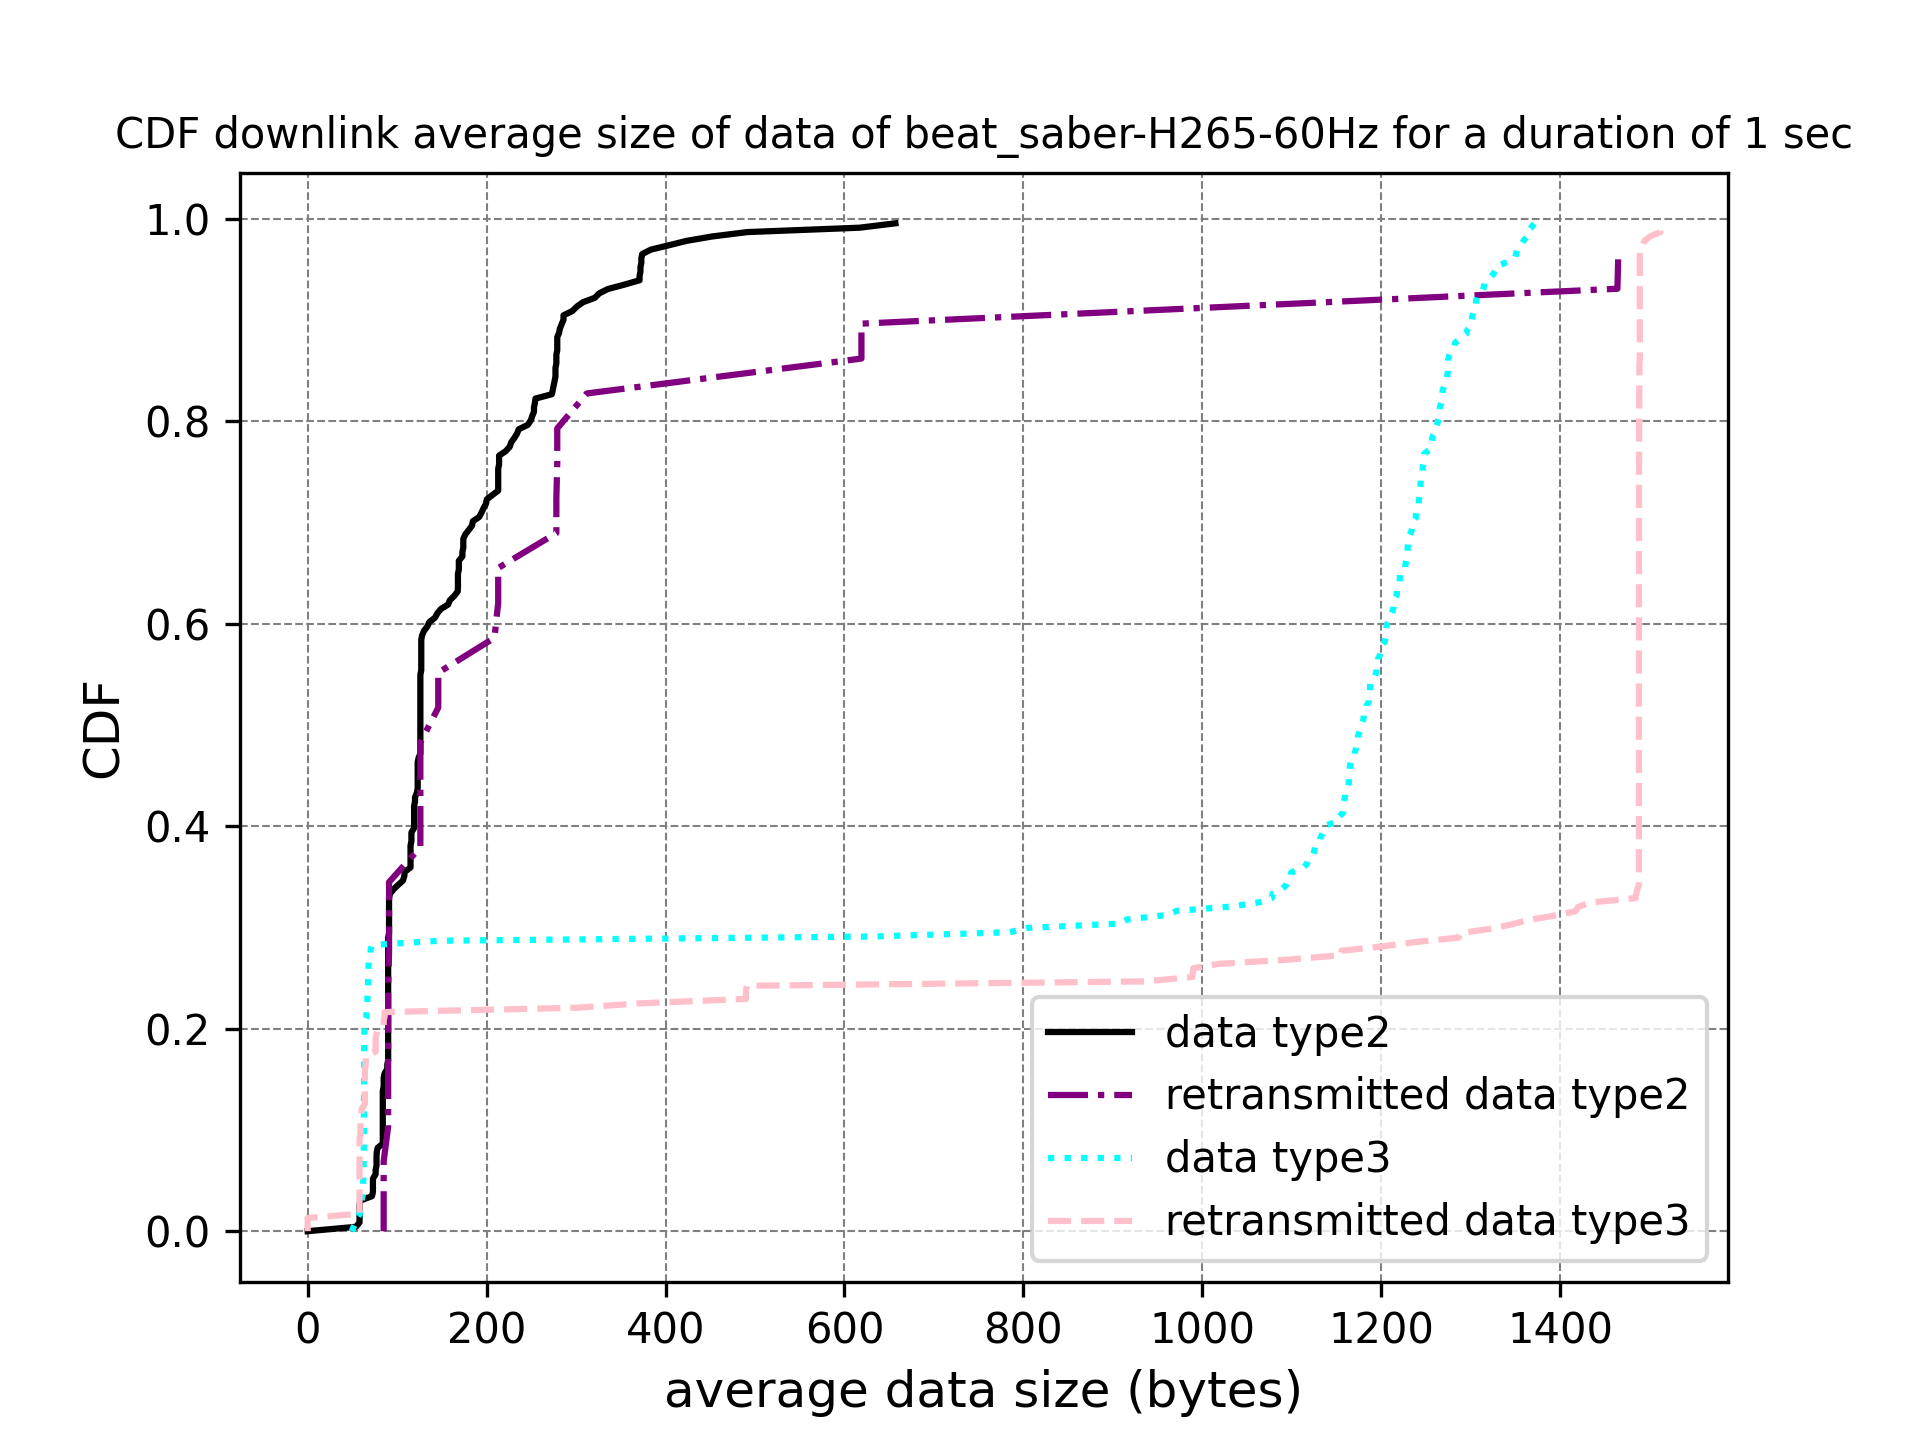 CDF downlink average size of data of beat_saber-H265-60Hz for a duration of 1 sec
1.0
0.8
0.6
0.4
0.2
0.0
CDF
data type2
retransmitted data type2
data type3
retransmitted data type3
0 200 400 600 800 1000 1200 1400
average data size (bytes)